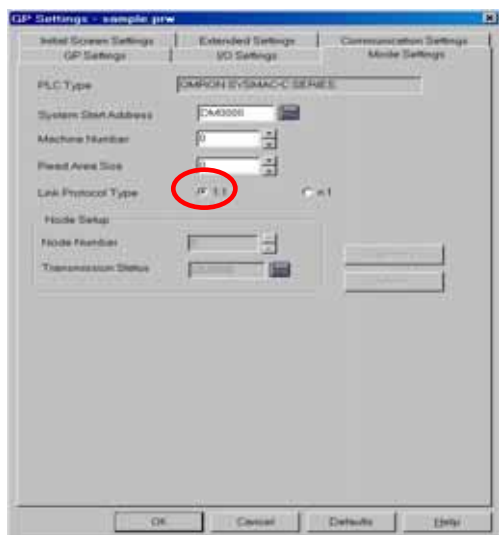 GP Settings - sample.prw
Initial Screen Settings Extended Settings Communication Settings
GP Settings I/O Settings Mode Settings
PLC Type OMRON SYSMAC-C SERIES
System Start Address DM0000
Machine Number 0
Read Area Size 0
Link Protocol Type 1:1 n:1
Node Setup
Node Number
Transmission Status
OK Cancel Defaults Help